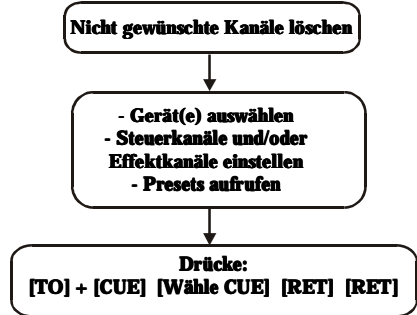 Nicht gewünschte Kanäle löschen
- Gerät(e) auswählen
- Steuerkanäle und/oder
Effektkanäle einstellen
- Presets aufrufen
Drücke:
[TO] + [CUE] [Wähle CUE] [RET] [RET]